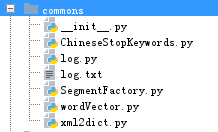 commons
__init__.py
ChineseStopKeywords.py
log.py
log.txt
SegmentFactory.py
wordVector.py
xml2dict.py